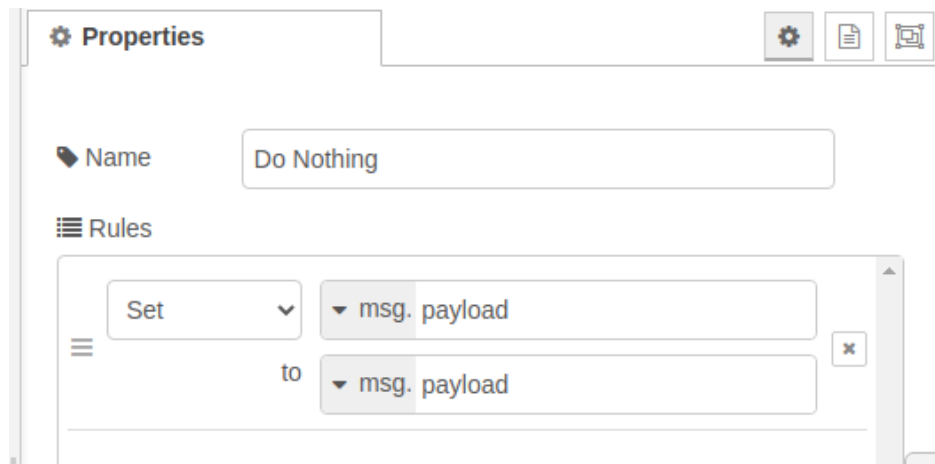 Properties
Name
Do Nothing
Rules
Set
msg. payload
to
msg. payload